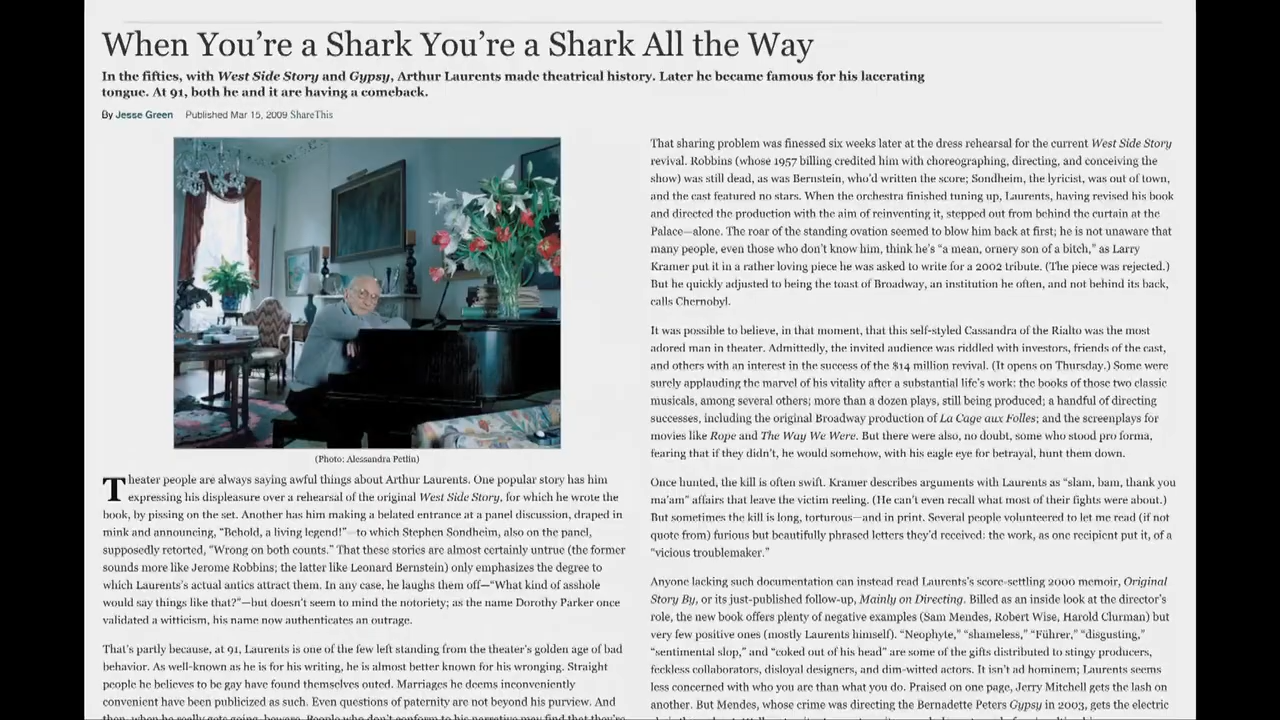 When You're a Shark You're a Shark All the Way
In the fifties, with West Side Story and Gypsy, Arthur Laurents made theatrical history. Later he became famous for his lacerating
tongue. At 91, both he and it are having a comeback.
By Jesse Green Published Mar 15, 2009 ShareThis
(Photo: Alessandra Petlin)
Theater people are always saying awful things about Arthur Laurents. One popular story has him
expressing his displeasure over a rehearsal of the original West Side Story, for which he wrote the
book, by pissing on the set. Another has him making a belated entrance at a panel discussion, draped in
mink and announcing, "Behold, a living legend!"—to which Stephen Sondheim, also on the panel,
supposedly retorted, "Wrong on both counts." That these stories are almost certainly untrue (the former
sounds more like Jerome Robbins; the latter like Leonard Bernstein) only emphasizes the degree to
which Laurents's actual antics attract them. In any case, he laughs them off—"What kind of asshole
would say things like that?"—but doesn't seem to mind the notoriety; as the name Dorothy Parker once
validated a witticism, his name now authenticates an outrage.
That's partly because, at 91, Laurents is one of the few left standing from the theater's golden age of bad
behavior. As well-known as he is for his writing, he is almost better known for his wronging. Straight
people he believes to be gay have found themselves outed. Marriages he deems inconveniently
convenient have been publicized as such. Even questions of paternity are not beyond his purview. And
then, when he really gets going, beware. People who don't conform to his narrative may find that they're
That sharing problem was finessed six weeks later at the dress rehearsal for the current West Side Story
revival. Robbins (whose 1957 billing credited him with choreographing, directing, and conceiving the
show) was still dead, as was Bernstein, who'd written the score; Sondheim, the lyricist, was out of town,
and the cast featured no stars. When the orchestra finished tuning up, Laurents, having revised his book
and directed the production with the aim of reinventing it, stepped out from behind the curtain at the
Palace—alone. The roar of the standing ovation seemed to blow him back at first; he is not unaware that
many people, even those who don't know him, think he's "a mean, ornery son of a bitch," as Larry
Kramer put it in a rather loving piece he was asked to write for a 2002 tribute. (The piece was rejected.)
But he quickly adjusted to being the toast of Broadway, an institution he often, and not behind its back,
calls Chernobyl.
It was possible to believe, in that moment, that this self-styled Cassandra of the Rialto was the most
adored man in theater. Admittedly, the invited audience was riddled with investors, friends of the cast,
and others with an interest in the success of the $14 million revival. (It opens on Thursday.) Some were
surely applauding the marvel of his vitality after a substantial life's work: the books of those two classic
musicals, among several others; more than a dozen plays, still being produced; a handful of directing
successes, including the original Broadway production of La Cage aux Folles; and the screenplays for
movies like Rope and The Way We Were. But there were also, no doubt, some who stood pro forma,
fearing that if they didn't, he would somehow, with his eagle eye for betrayal, hunt them down.
Once hunted, the kill is often swift. Kramer describes arguments with Laurents as "slam, bam, thank you
ma'am" affairs that leave the victim reeling. (He can't even recall what most of their fights were about.)
But sometimes the kill is long, torturous—and in print. Several people volunteered to let me read (if not
quote from) furious but beautifully phrased letters they'd received: the work, as one recipient put it, of a
"vicious troublemaker."
Anyone lacking such documentation can instead read Laurents's score-settling 2000 memoir, Original
Story By, or its just-published follow-up, Mainly on Directing. Billed as an inside look at the director's
role, the new book offers plenty of negative examples (Sam Mendes, Robert Wise, Harold Clurman) but
very few positive ones (mostly Laurents himself). "Neophyte," "shameless," "Führer," "disgusting,"
"sentimental slop," and "coked out of his head" are some of the gifts distributed to stingy producers,
feckless collaborators, disloyal designers, and dim-witted actors. It isn't ad hominem; Laurents seems
less concerned with who you are than what you do. Praised on one page, Jerry Mitchell gets the lash on
another. But Mendes, whose crime was directing the Bernadette Peters Gypsy in 2003, gets the electric